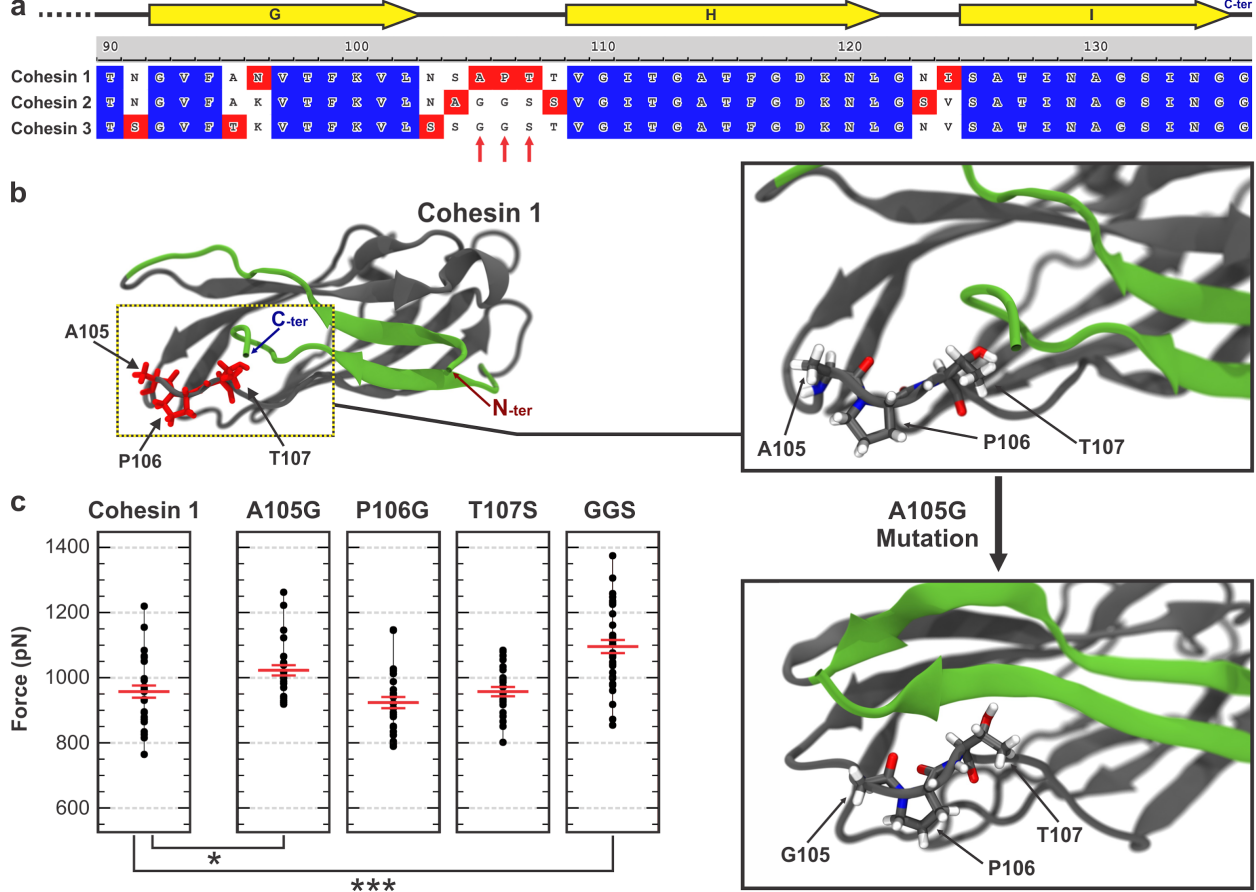 a
G H I C-ter
90 100 110 120 130
Cohesin 1 T N G V F A N V T F K V L N S A P T T V G I T G A T F G D K N L G N I S A T I N A G S I N G G
Cohesin 2 T N G V F A K V T F K V L N A G G S S V G I T G A T F G D K N L G S V S A T I N A G S I N G G
Cohesin 3 T S G V F T K V T F K V L S S G G S T V G I T G A T F G D K N L G N V S A T I N A G S I N G G
b
Cohesin 1
A105
C-ter
N-ter
P106
T107
A105
P106
T107
A105G
Mutation
G105
P106
T107
c
Cohesin 1 A105G P106G T107S GGS
Force (pN)
1400
1200
1000
800
600
*
***